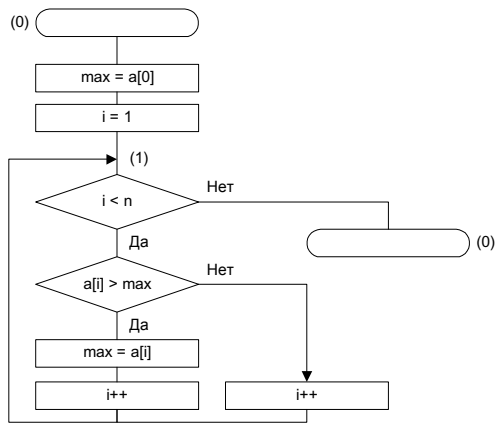 (0)
max = a[0]
i = 1
(1)
i < n
Нет
(0)
Да
a[i] > max
Нет
Да
max = a[i]
i++
i++